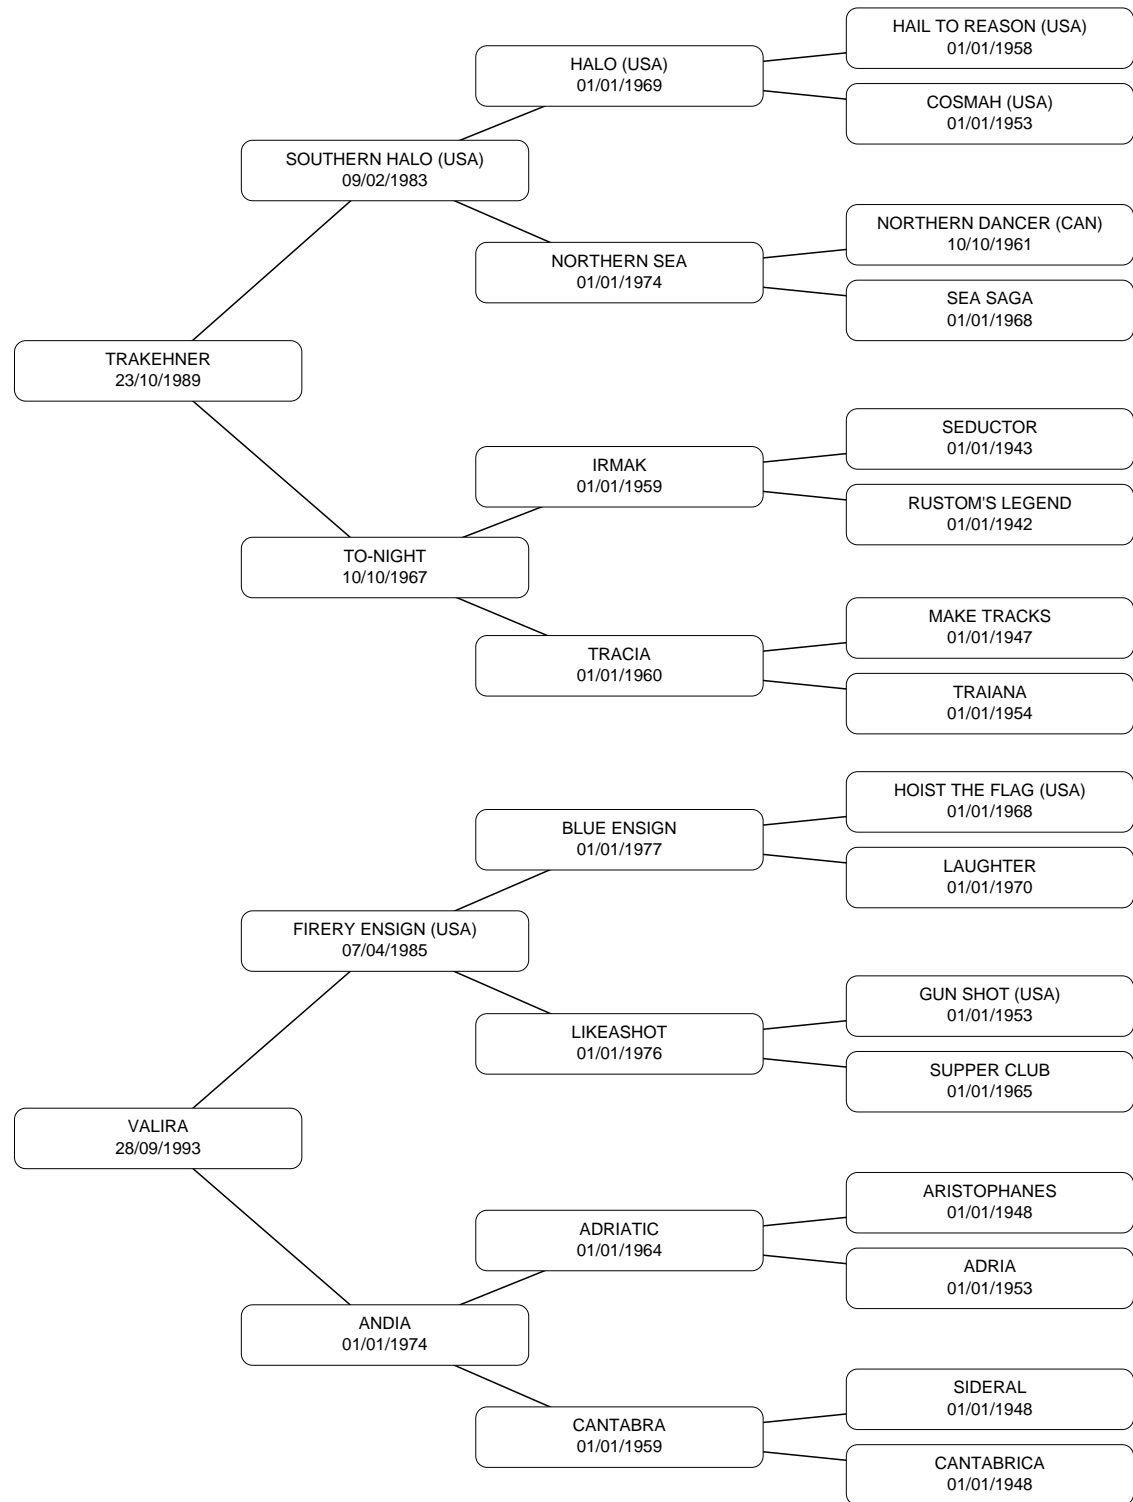 HAIL TO REASON (USA)
01/01/1958
HALO (USA)
01/01/1969
COSMAH (USA)
01/01/1953
SOUTHERN HALO (USA)
09/02/1983
NORTHERN DANCER (CAN)
10/10/1961
NORTHERN SEA
01/01/1974
SEA SAGA
01/01/1968
TRAKEHNER
23/10/1989
SEDUCTOR
01/01/1943
IRMAK
01/01/1959
RUSTOM'S LEGEND
01/01/1942
TO-NIGHT
10/10/1967
MAKE TRACKS
01/01/1947
TRACIA
01/01/1960
TRAIANA
01/01/1954
HOIST THE FLAG (USA)
01/01/1968
BLUE ENSIGN
01/01/1977
LAUGHTER
01/01/1970
FIRERY ENSIGN (USA)
07/04/1985
GUN SHOT (USA)
01/01/1953
LIKEASHOT
01/01/1976
SUPPER CLUB
01/01/1965
VALIRA
28/09/1993
ARISTOPHANES
01/01/1948
ADRIATIC
01/01/1964
ADRIA
01/01/1953
ANDIA
01/01/1974
SIDERAL
01/01/1948
CANTABRA
01/01/1959
CANTABRICA
01/01/1948